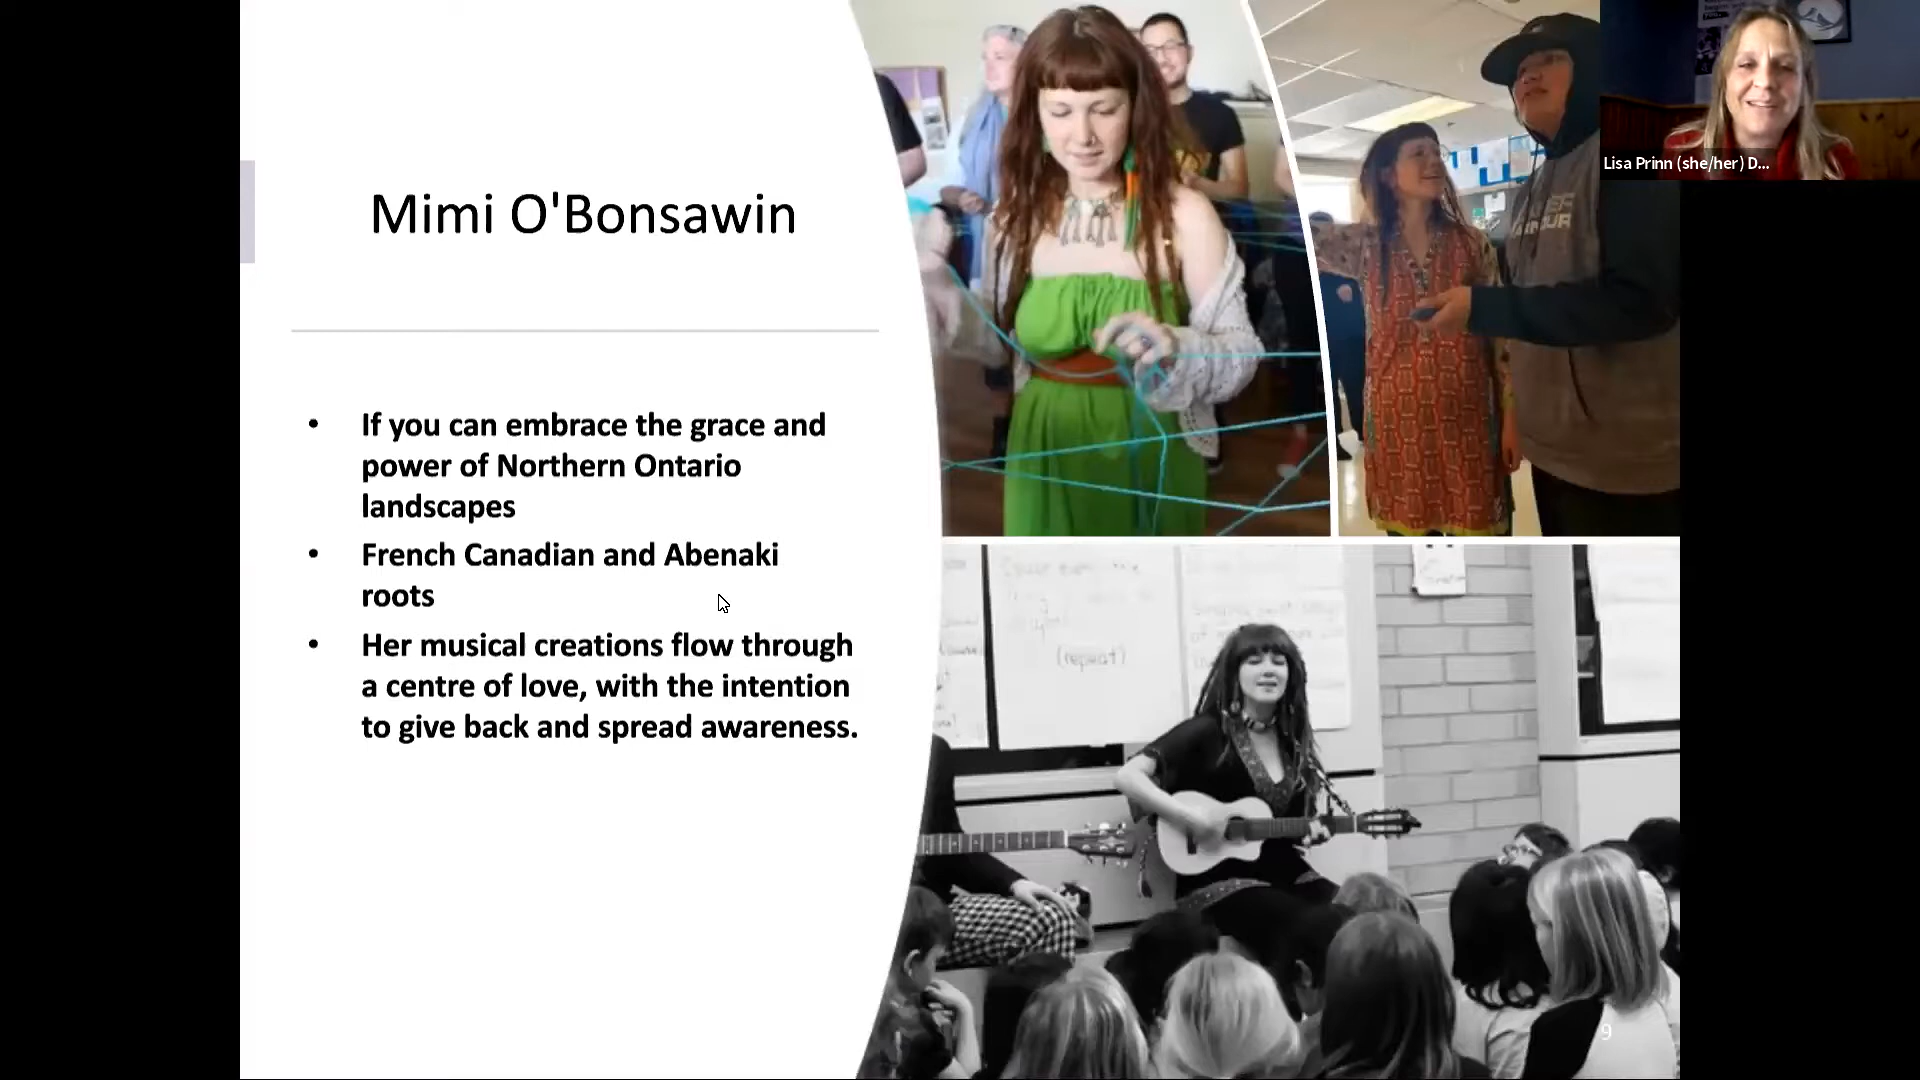 Mimi O'Bonsawin
• If you can embrace the grace and
power of Northern Ontario
landscapes
• French Canadian and Abenaki
roots
• Her musical creations flow through
a centre of love, with the intention
to give back and spread awareness.
Lisa Prinn (she/her) D...
(repeat)
9